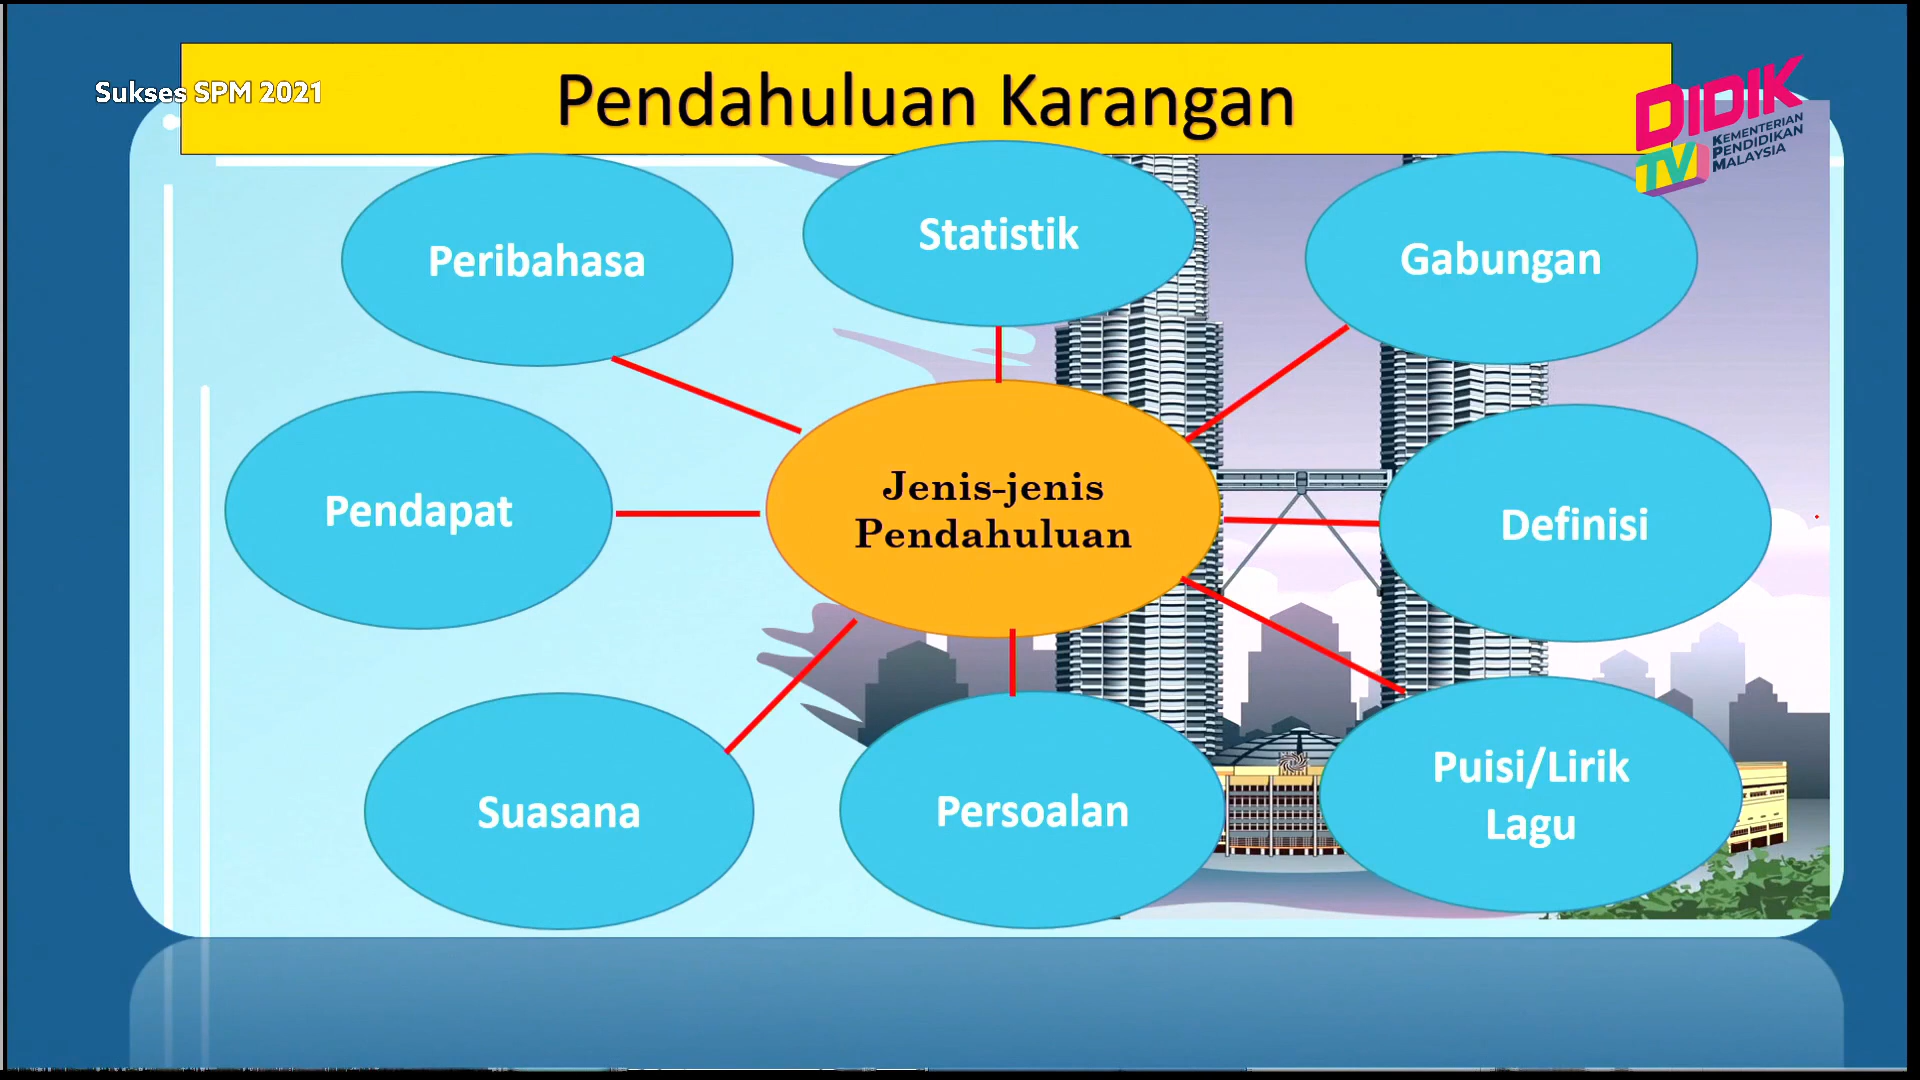 Sukses SPM 2021
Pendahuluan Karangan
DIDIK
TV
KEMENTERIAN
PENDIDIKAN
MALAYSIA
Peribahasa
Statistik
Gabungan
Pendapat
Jenis-jenis
Pendahuluan
Definisi
Suasana
Persoalan
Puisi/Lirik
Lagu